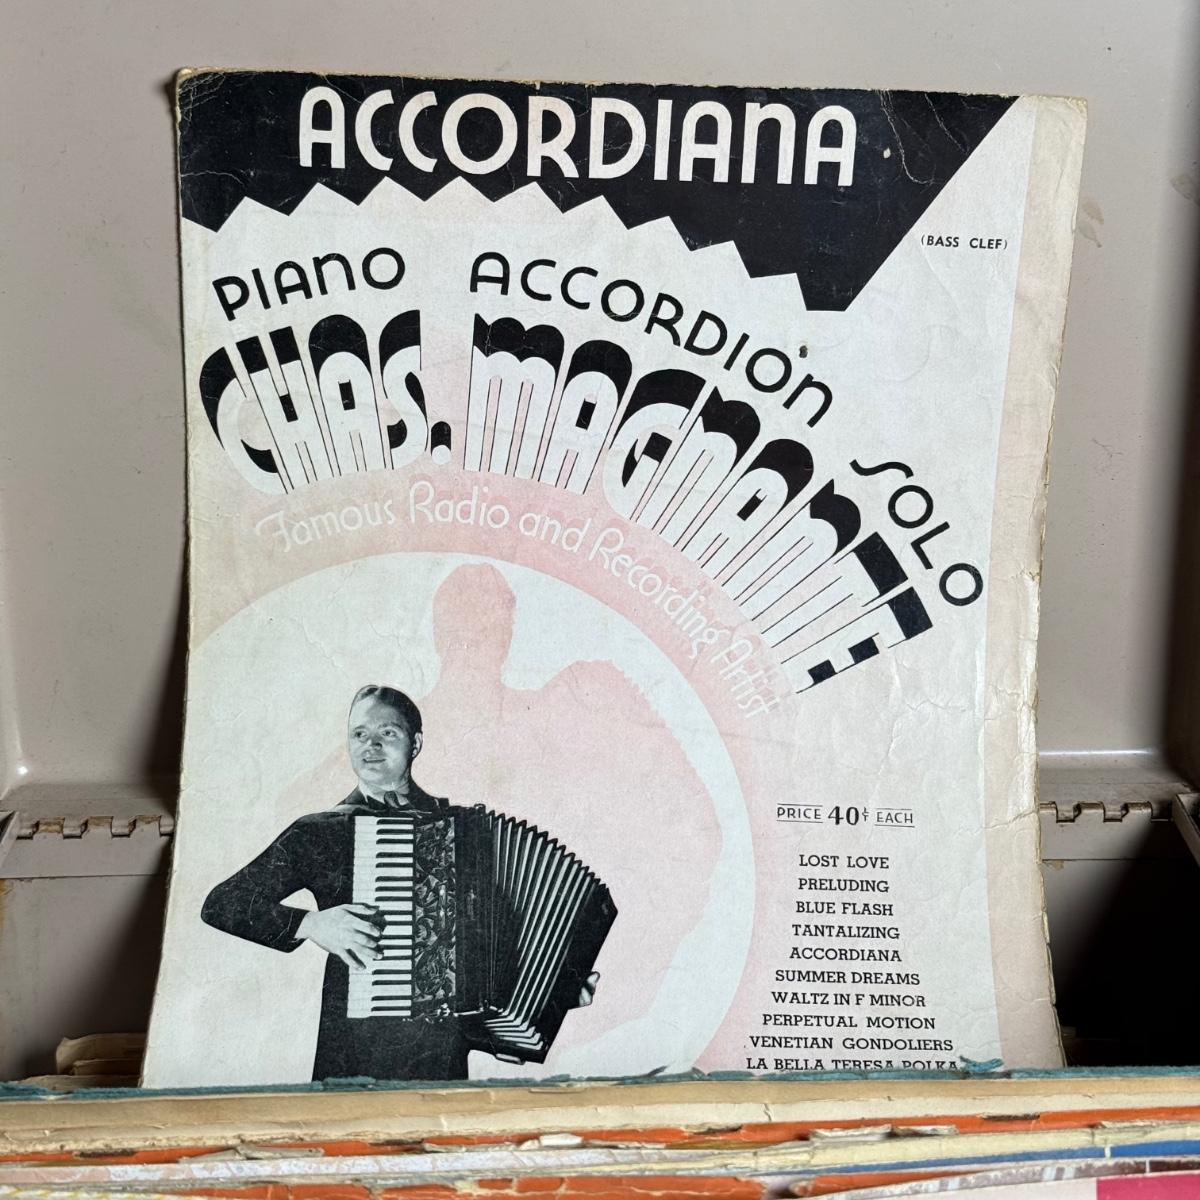 ACCORDIANA
(BASS CLEF)
PIANO ACCORDION SOLO
CHAS. MAGNANTE
Famous Radio and Recording Artist
PRICE 40¢ EACH
LOST LOVE
PRELUDING
BLUE FLASH
TANTALIZING
ACCORDIANA
SUMMER DREAMS
WALTZ IN F MINOR
PERPETUAL MOTION
VENETIAN GONDOLIERS
LA BELLA TERESA POLKA